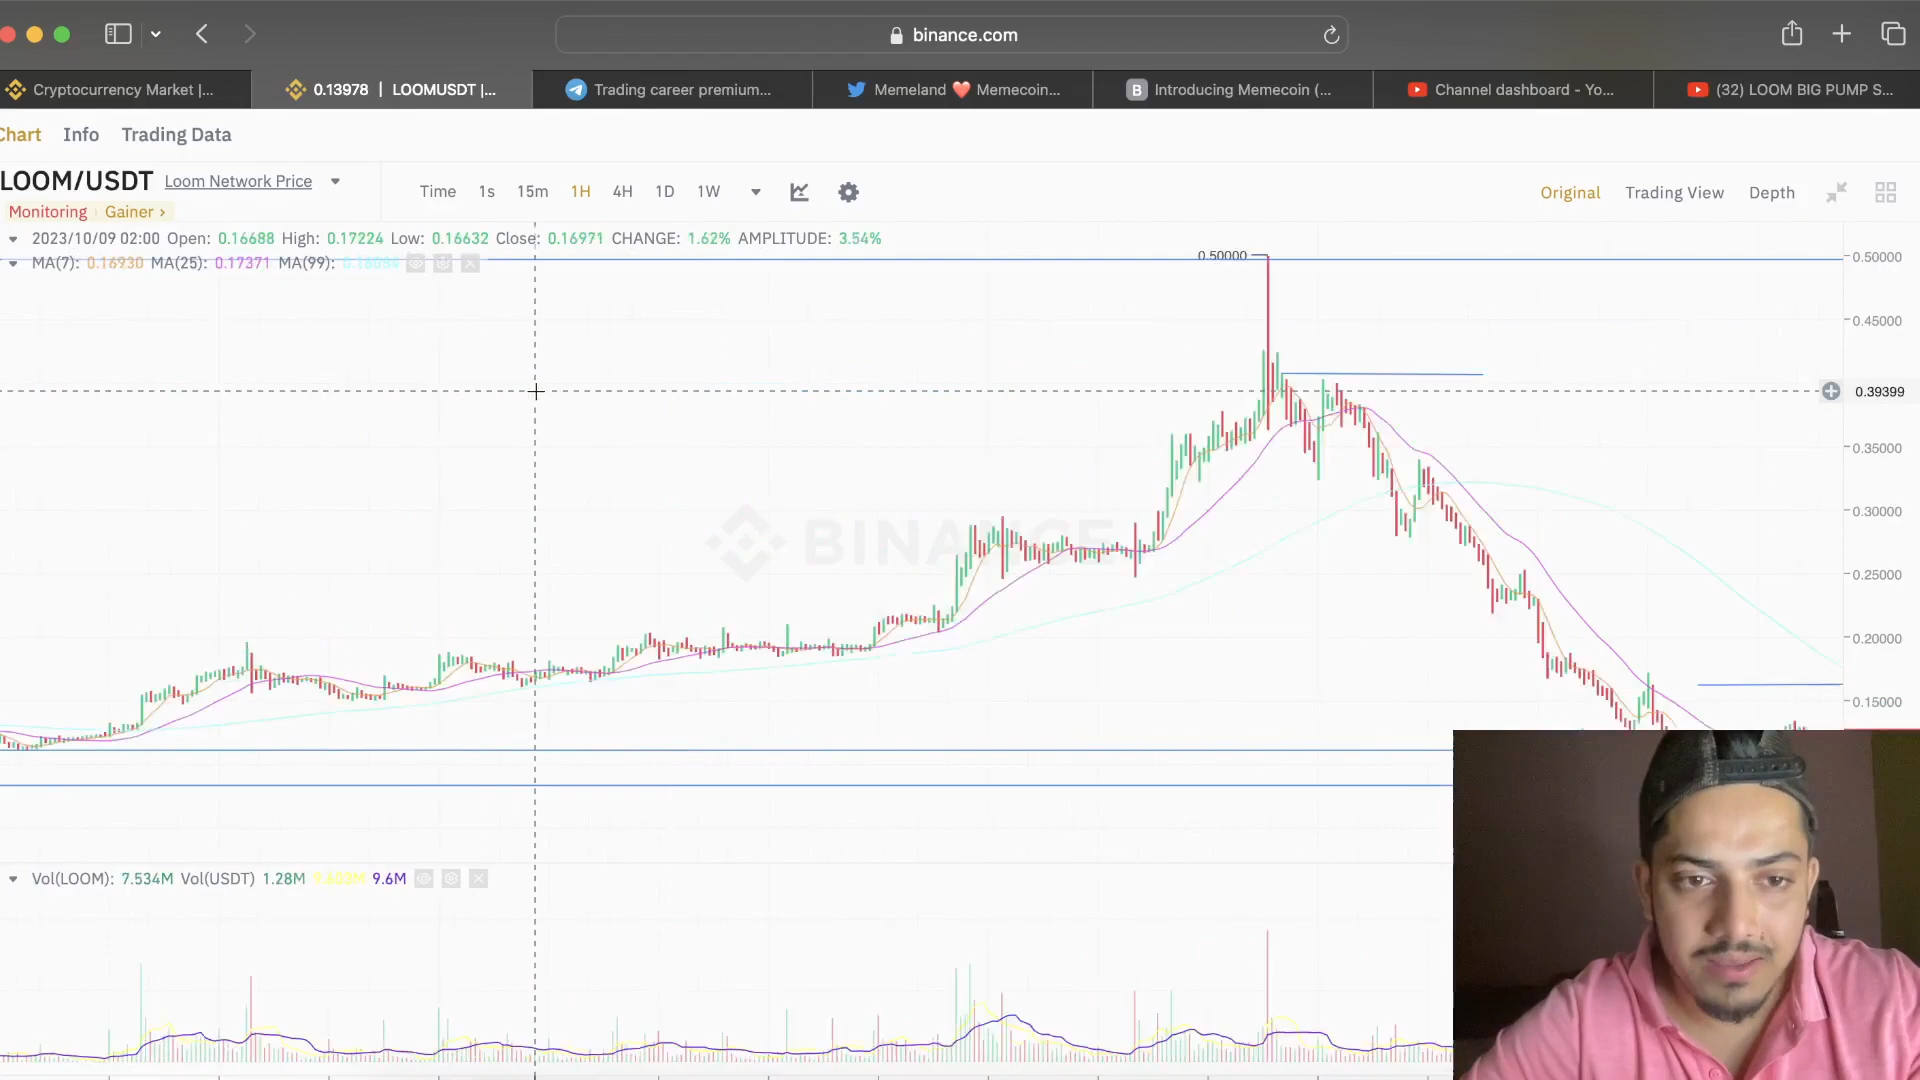 binance.com
Cryptocurrency Market |...
0.13978 | LOOMUSDT |...
Trading career premium...
Memeland ❤️ Memecoin...
B Introducing Memecoin (...
Channel dashboard - Yo...
(32) LOOM BIG PUMP S...
Chart Info Trading Data
LOOM/USDT Loom Network Price
Monitoring Gainer ›
Time 1s 15m 1H 4H 1D 1W
Original Trading View Depth
2023/10/09 02:00 Open: 0.16688 High: 0.17224 Low: 0.16632 Close: 0.16971 CHANGE: 1.62% AMPLITUDE: 3.54%
MA(7): 0.16930 MA(25): 0.17371 MA(99):
0.50000
0.50000
0.45000
0.39399
0.35000
0.30000
BINANCE
0.25000
0.20000
0.15000
Vol(LOOM): 7.534M Vol(USDT) 1.28M 9.6M